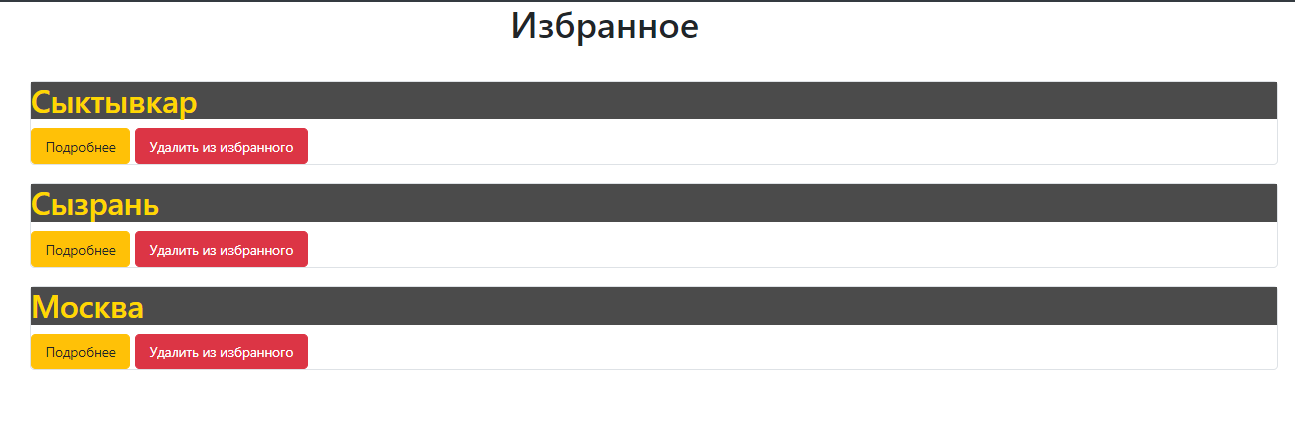 Избранное
Сыктывкар
Подробнее Удалить из избранного
Сызрань
Подробнее Удалить из избранного
Москва
Подробнее Удалить из избранного